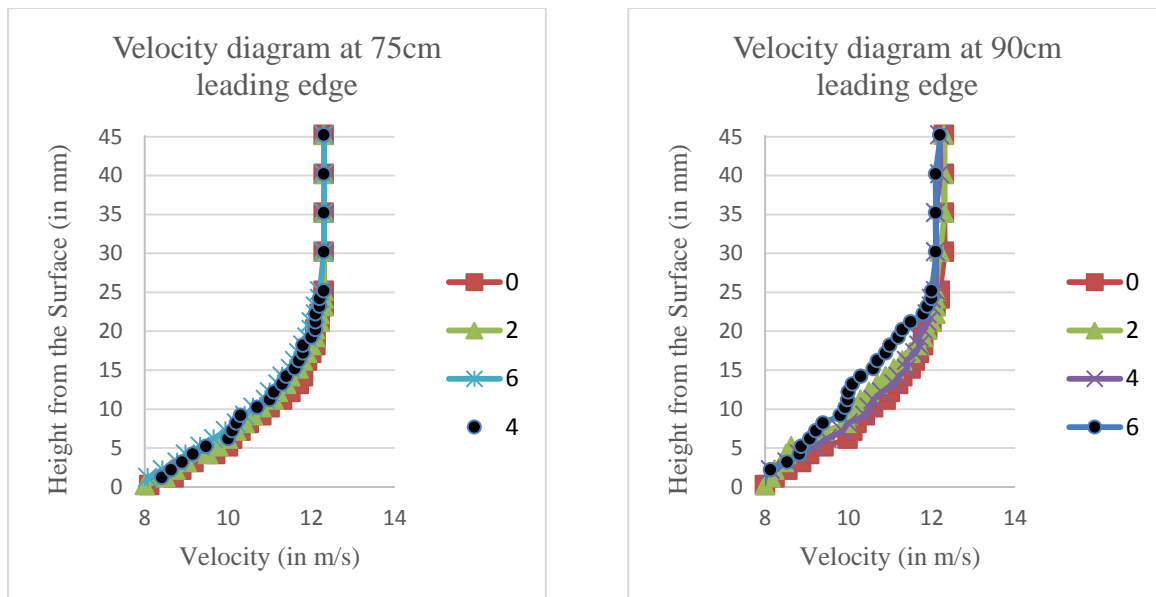 Velocity diagram at 75cm
leading edge
Height from the Surface (in mm)
45
40
35
30
25
20
15
10
5
0
8 10 12 14
Velocity (in m/s)
0
2
6
4
Velocity diagram at 90cm
leading edge
Height from the Surface (in mm)
45
40
35
30
25
20
15
10
5
0
8 10 12 14
Velocity (in m/s)
0
2
4
6